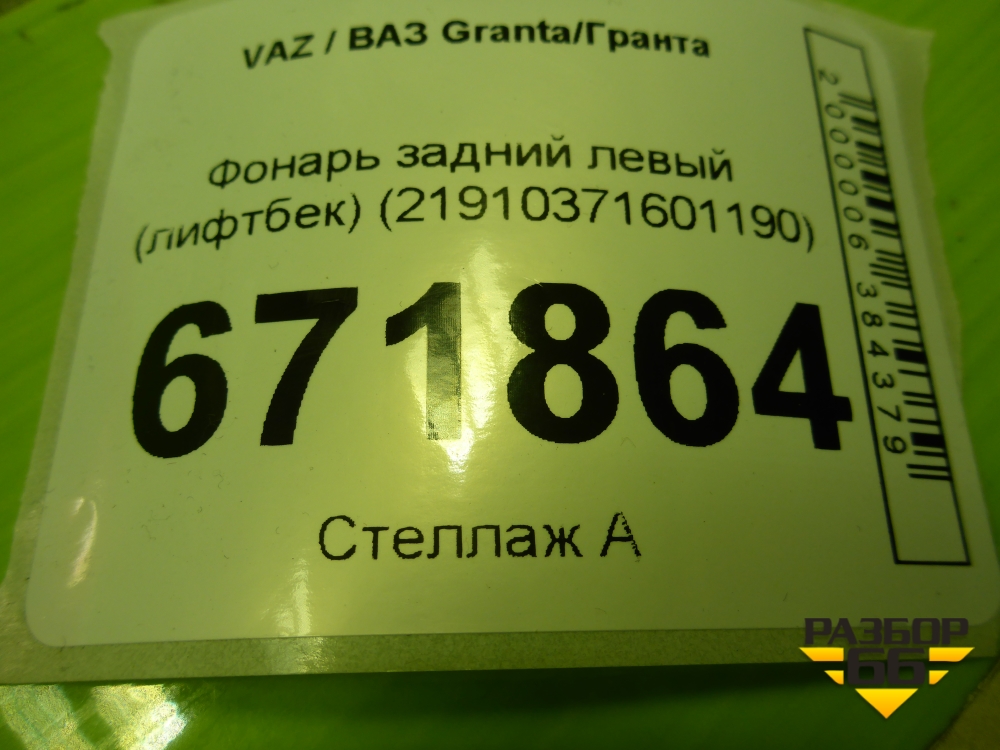 VAZ / ВАЗ Granta/Гранта
Фонарь задний левый
(лифтбек) (21910371601190)
671864
Стеллаж А
2000006384379
РАЗБОР
66